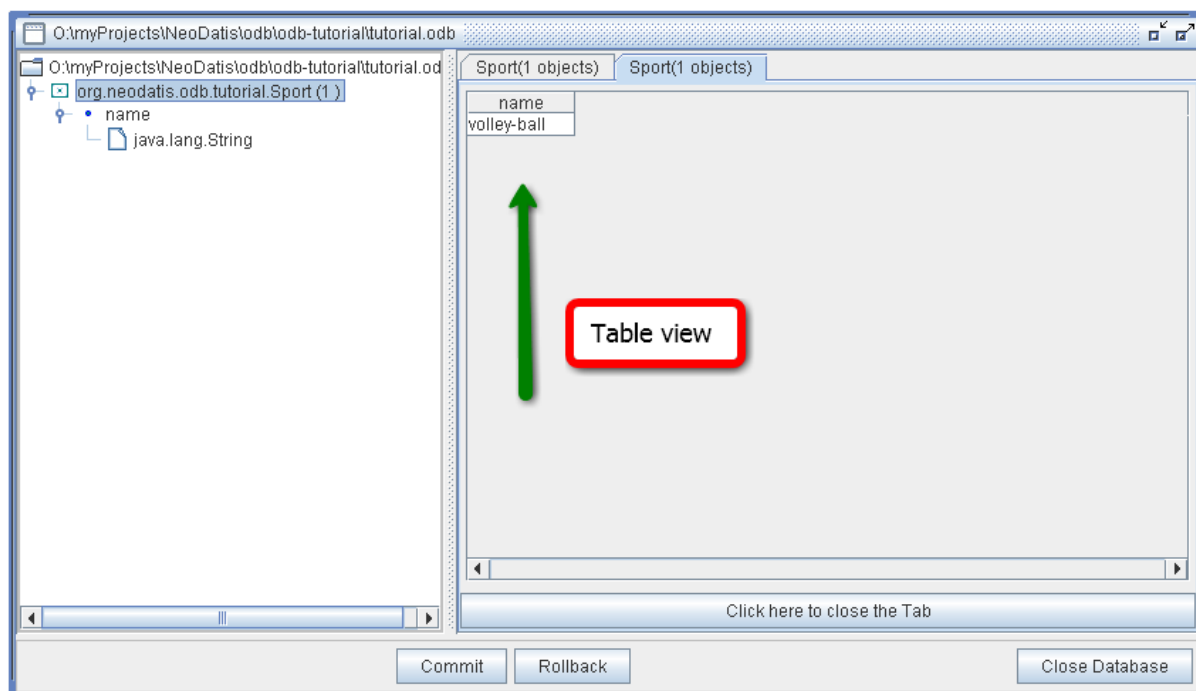 O:\myProjects\NeoDatis\odb\odb-tutorial\tutorial.odb
O:\myProjects\NeoDatis\odb\odb-tutorial\tutorial.od
org.neodatis.odb.tutorial.Sport (1 )
name
java.lang.String
Sport(1 objects)
Sport(1 objects)
name
volley-ball
Table view
Click here to close the Tab
Commit
Rollback
Close Database